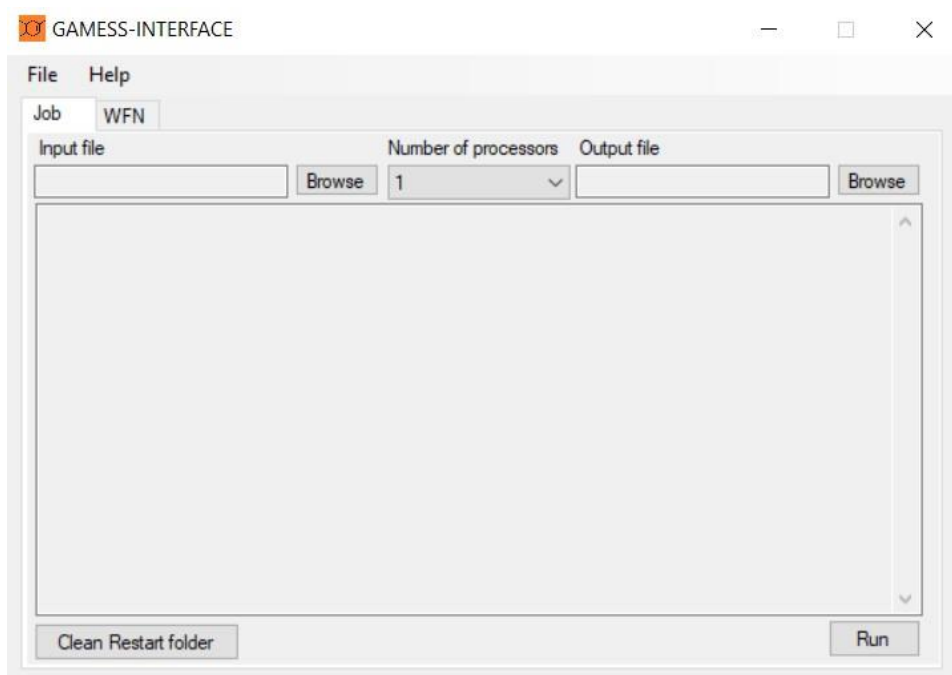 GAMESS-INTERFACE
File Help
Job WFN
Input file Number of processors Output file
Browse 1 Browse
Clean Restart folder Run